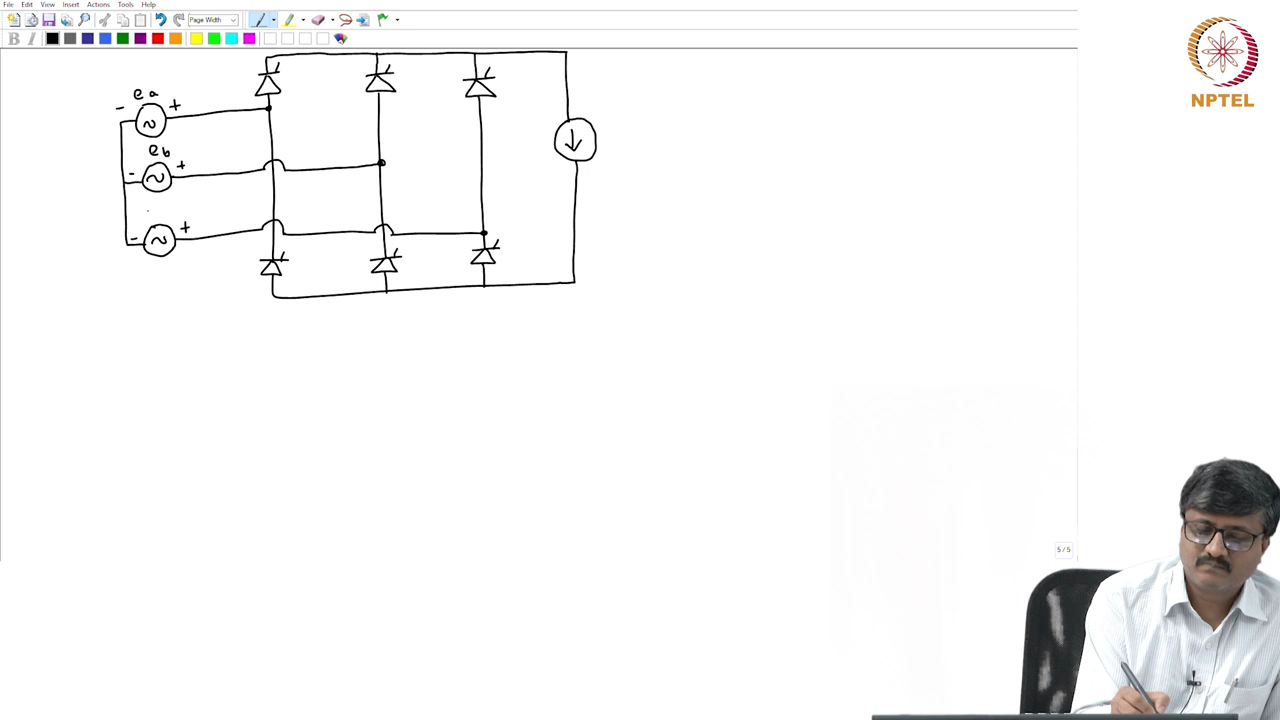 File Edit View Insert Actions Tools Help
Page Width
B I
NPTEL
e a
- +
e b
- +
- +
5 / 5